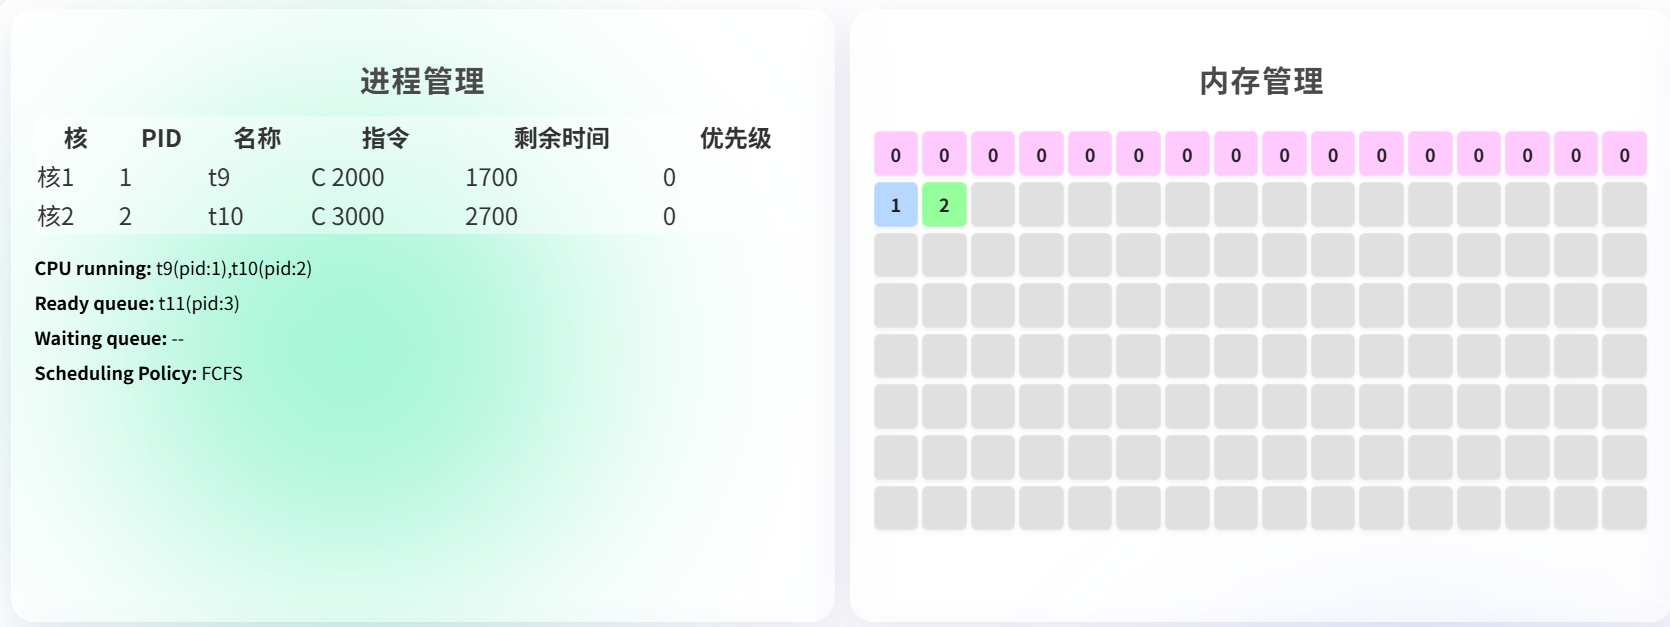 进程管理
核 PID 名称 指令 剩余时间 优先级
核1 1 t9 C 2000 1700 0
核2 2 t10 C 3000 2700 0
CPU running: t9(pid:1),t10(pid:2)
Ready queue: t11(pid:3)
Waiting queue: --
Scheduling Policy: FCFS
内存管理
0 0 0 0 0 0 0 0 0 0 0 0 0 0 0 0
1 2